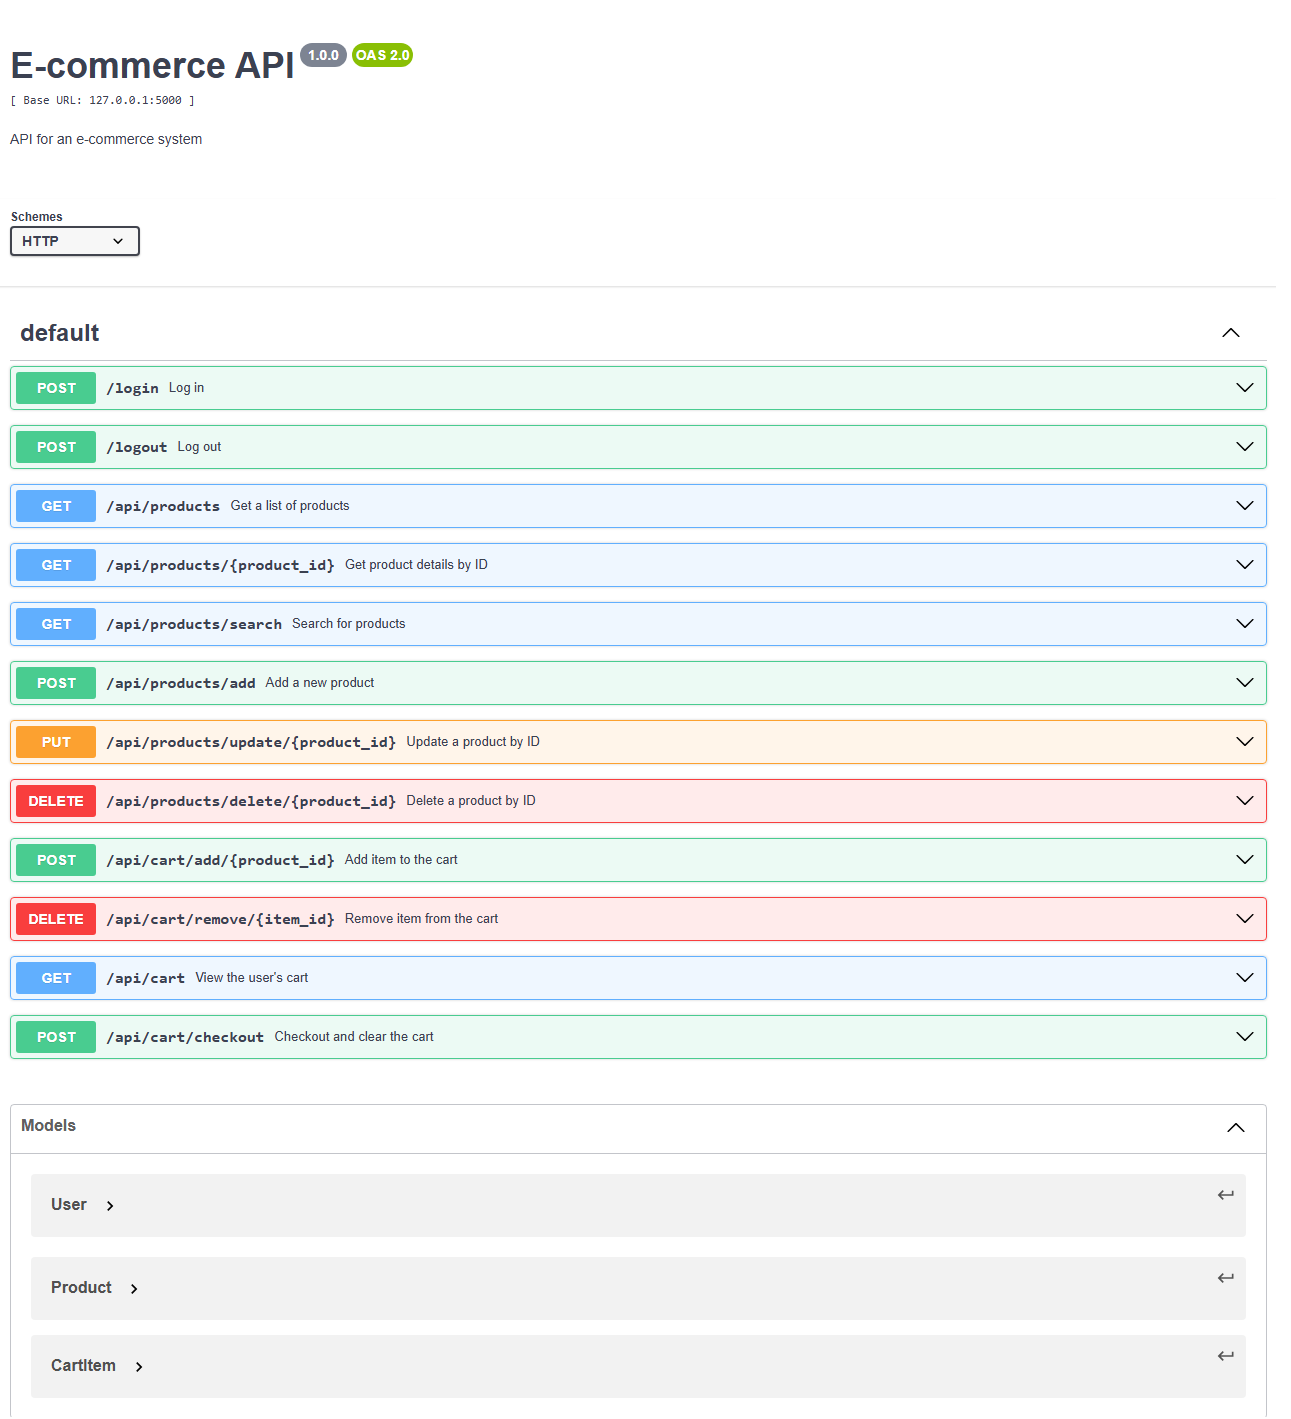 E-commerce API 1.0.0 OAS 2.0
[ Base URL: 127.0.0.1:5000 ]
API for an e-commerce system
Schemes
HTTP
default
POST /login Log in
POST /logout Log out
GET /api/products Get a list of products
GET /api/products/{product_id} Get product details by ID
GET /api/products/search Search for products
POST /api/products/add Add a new product
PUT /api/products/update/{product_id} Update a product by ID
DELETE /api/products/delete/{product_id} Delete a product by ID
POST /api/cart/add/{product_id} Add item to the cart
DELETE /api/cart/remove/{item_id} Remove item from the cart
GET /api/cart View the user's cart
POST /api/cart/checkout Checkout and clear the cart
Models
User
Product
CartItem